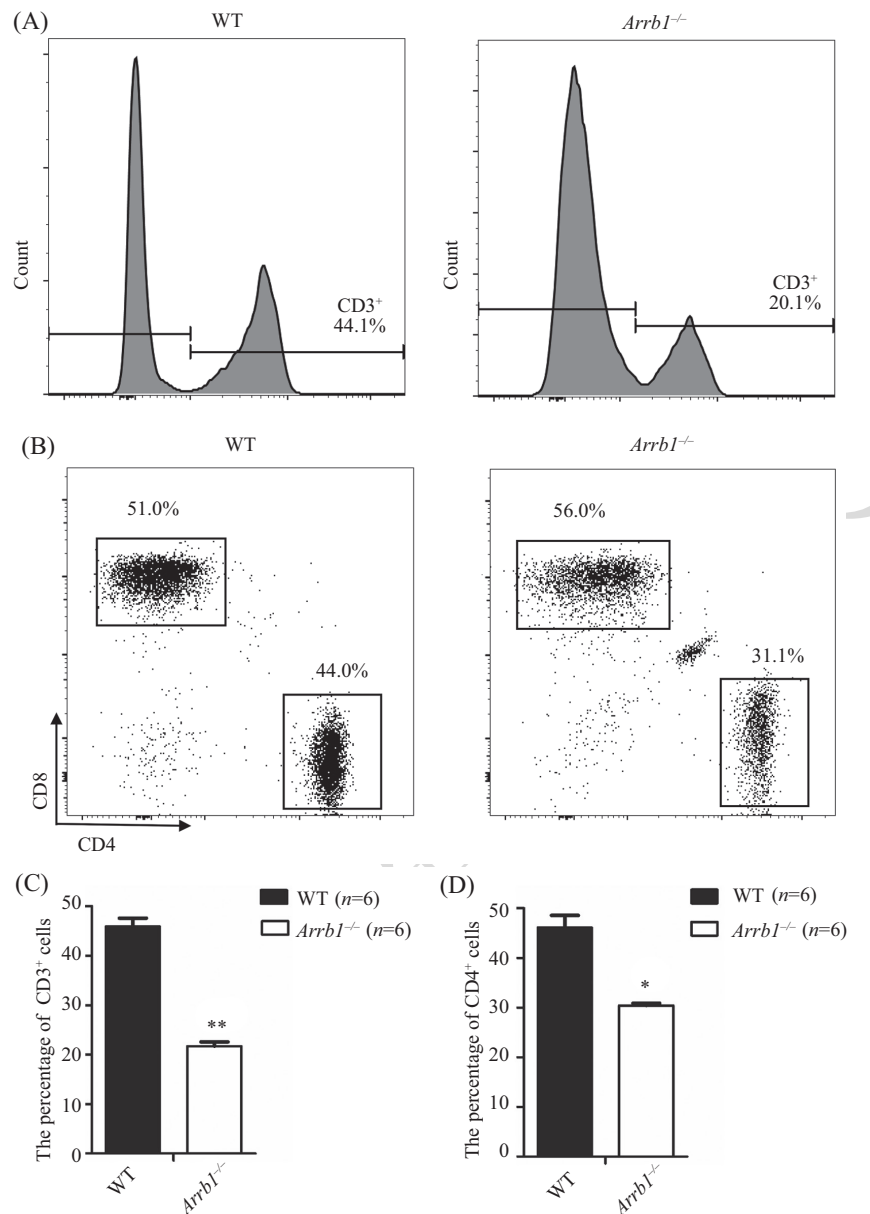 (A)
WT
Arrb1⁻/⁻
Count
CD3⁺
44.1%
Count
CD3⁺
20.1%
(B)
WT
Arrb1⁻/⁻
51.0%
44.0%
CD8
CD4
56.0%
31.1%
(C)
WT (n=6)
Arrb1⁻/⁻ (n=6)
The percentage of CD3⁺ cells
50
40
30
20
10
0
**
WT
Arrb1⁻/⁻
(D)
WT (n=6)
Arrb1⁻/⁻ (n=6)
The percentage of CD4⁺ cells
50
40
30
20
10
0
*
WT
Arrb1⁻/⁻